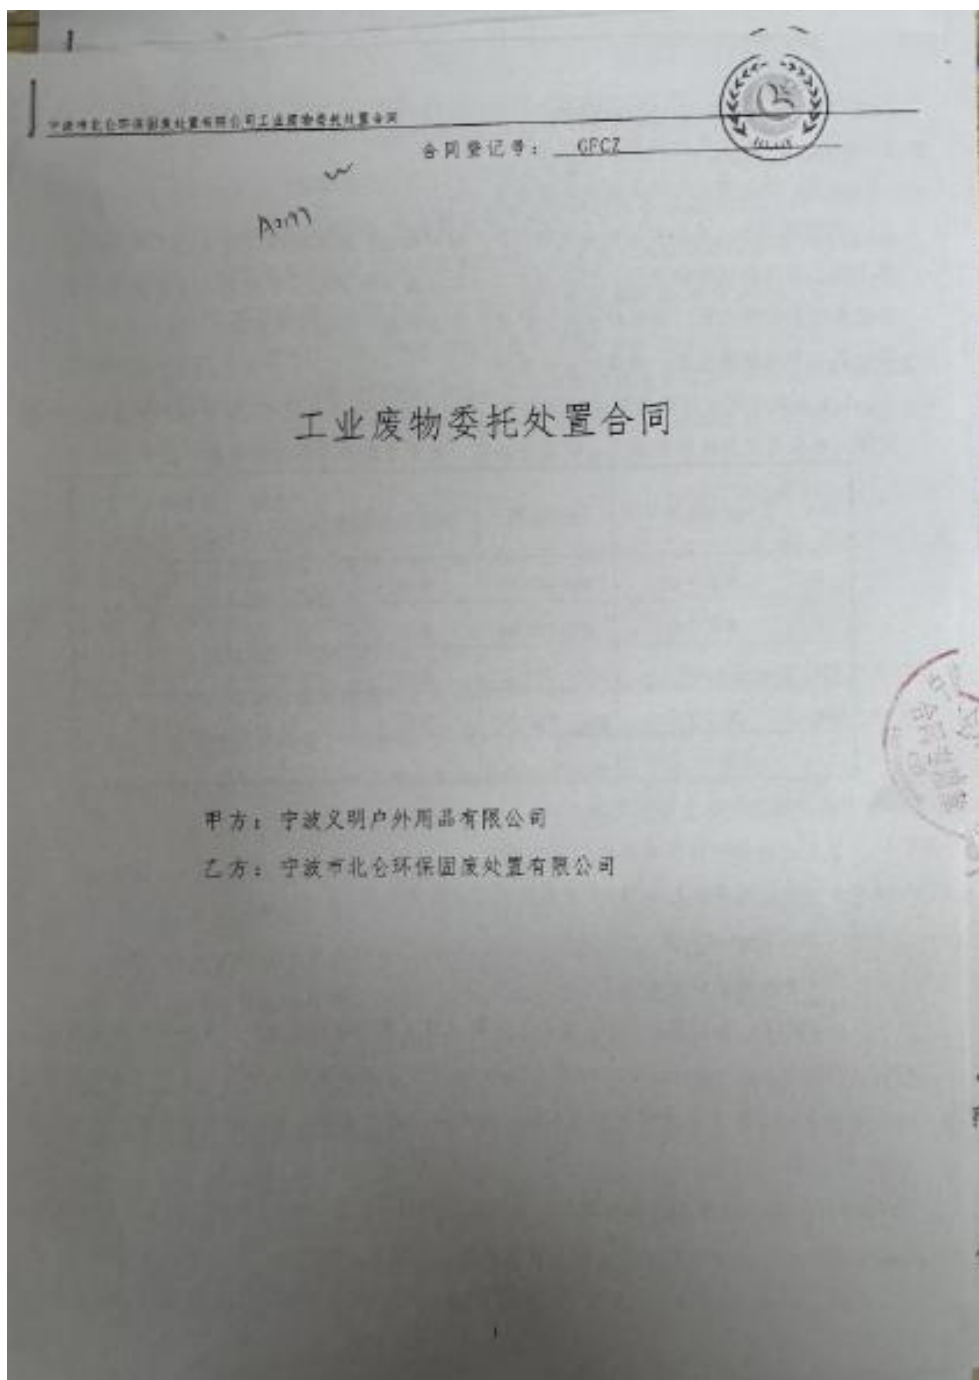 宁波市北仑环保固废处置有限公司工业废物委托处置合同
合同登记号： GFCZ
工业废物委托处置合同
甲方：宁波义明户外用品有限公司
乙方：宁波市北仑环保固废处置有限公司
1